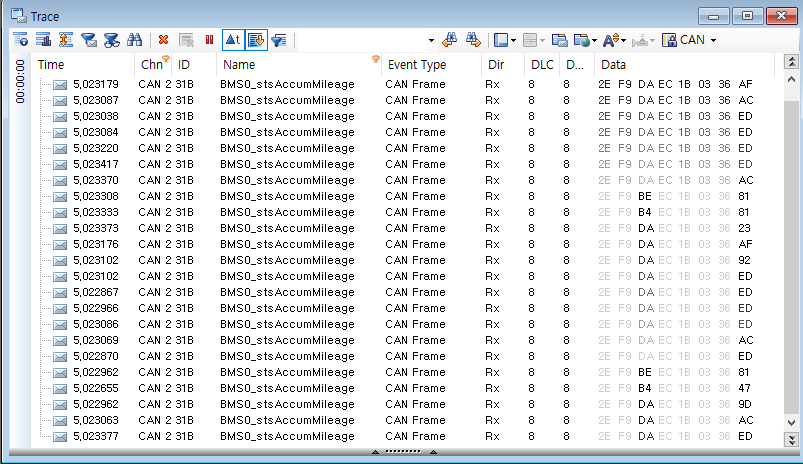 Trace
Δt CAN
00:00:00
Time Chn ID Name Event Type Dir DLC D... Data
5,023179 CAN 2 31B BMS0_stsAccumMileage CAN Frame Rx 8 8 2E F9 DA EC 1B 03 36 AF
5,023087 CAN 2 31B BMS0_stsAccumMileage CAN Frame Rx 8 8 2E F9 DA EC 1B 03 36 AC
5,023038 CAN 2 31B BMS0_stsAccumMileage CAN Frame Rx 8 8 2E F9 DA EC 1B 03 36 ED
5,023084 CAN 2 31B BMS0_stsAccumMileage CAN Frame Rx 8 8 2E F9 DA EC 1B 03 36 ED
5,023220 CAN 2 31B BMS0_stsAccumMileage CAN Frame Rx 8 8 2E F9 DA EC 1B 03 36 ED
5,023417 CAN 2 31B BMS0_stsAccumMileage CAN Frame Rx 8 8 2E F9 DA EC 1B 03 36 ED
5,023370 CAN 2 31B BMS0_stsAccumMileage CAN Frame Rx 8 8 2E F9 DA EC 1B 03 36 AC
5,023308 CAN 2 31B BMS0_stsAccumMileage CAN Frame Rx 8 8 2E F9 BE EC 1B 03 36 81
5,023333 CAN 2 31B BMS0_stsAccumMileage CAN Frame Rx 8 8 2E F9 B4 EC 1B 03 36 81
5,023373 CAN 2 31B BMS0_stsAccumMileage CAN Frame Rx 8 8 2E F9 DA EC 1B 03 36 23
5,023176 CAN 2 31B BMS0_stsAccumMileage CAN Frame Rx 8 8 2E F9 DA EC 1B 03 36 AF
5,023102 CAN 2 31B BMS0_stsAccumMileage CAN Frame Rx 8 8 2E F9 DA EC 1B 03 36 92
5,023102 CAN 2 31B BMS0_stsAccumMileage CAN Frame Rx 8 8 2E F9 DA EC 1B 03 36 ED
5,022867 CAN 2 31B BMS0_stsAccumMileage CAN Frame Rx 8 8 2E F9 DA EC 1B 03 36 ED
5,022966 CAN 2 31B BMS0_stsAccumMileage CAN Frame Rx 8 8 2E F9 DA EC 1B 03 36 ED
5,023086 CAN 2 31B BMS0_stsAccumMileage CAN Frame Rx 8 8 2E F9 DA EC 1B 03 36 ED
5,023069 CAN 2 31B BMS0_stsAccumMileage CAN Frame Rx 8 8 2E F9 DA EC 1B 03 36 AC
5,022870 CAN 2 31B BMS0_stsAccumMileage CAN Frame Rx 8 8 2E F9 DA EC 1B 03 36 ED
5,022962 CAN 2 31B BMS0_stsAccumMileage CAN Frame Rx 8 8 2E F9 BE EC 1B 03 36 81
5,022655 CAN 2 31B BMS0_stsAccumMileage CAN Frame Rx 8 8 2E F9 B4 EC 1B 03 36 47
5,022962 CAN 2 31B BMS0_stsAccumMileage CAN Frame Rx 8 8 2E F9 DA EC 1B 03 36 9D
5,023063 CAN 2 31B BMS0_stsAccumMileage CAN Frame Rx 8 8 2E F9 DA EC 1B 03 36 AC
5,023377 CAN 2 31B BMS0_stsAccumMileage CAN Frame Rx 8 8 2E F9 DA EC 1B 03 36 ED